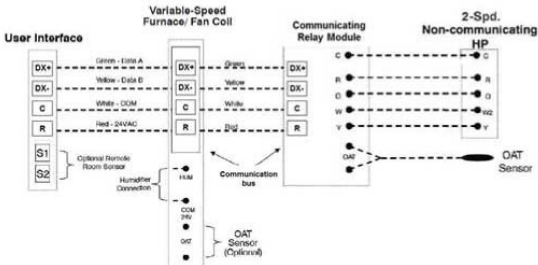 Variable-Speed
Furnace/ Fan Coil
User Interface
Communicating
Relay Module
2-Spd.
Non-communicating
HP
DX+ Green - Data A DX+ Green DX+
DX- Yellow - Data B DX- Yellow DX-
C White - COM C White C
R Red - 24VAC R Red R
C C
R R
O O
W W2
Y Y
S1
S2
Optional Remote
Room Sensor
Humidifier
Connection
HUM
COM
24V
OAT
OAT
Sensor
(Optional)
Communication
bus
OAT
OAT
Sensor